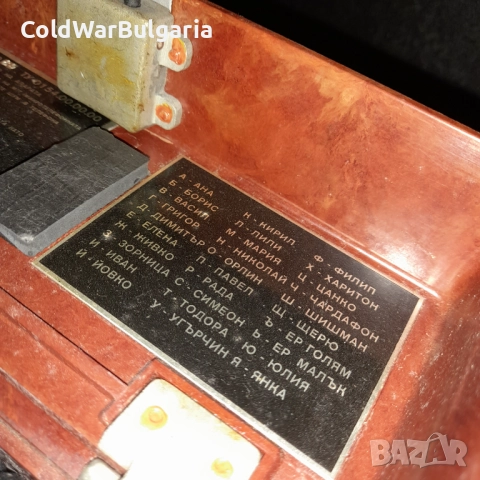 ColdWarBulgaria
А - АНА
Б - БОРИС
В - ВАСИЛ
Г - ГРИГОР
Д - ДИМИТЪР
Е - ЕЛЕНА
Ж - ЖИВКО
З - ЗОРНИЦА
И - ИВАН
Й - ЙОВКО
К - КИРИЛ
Л - ЛИЛИ
М - МАРИЯ
Н - НИКОЛАЙ
О - ОРЛИН
П - ПАВЕЛ
Р - РАДА
С - СИМЕОН
Т - ТОДОРА
У - УГЪРЧИН
Ф - ФИЛИП
Х - ХАРИТОН
Ц - ЦАНКО
Ч - ЧАРДАФОН
Ш - ШИШМАН
Щ - ЩЕРЮ
Ъ - ЕР ГОЛЯМ
Ь - ЕР МАЛЪК
Ю - ЮЛИЯ
Я - ЯНКА
BAZAR